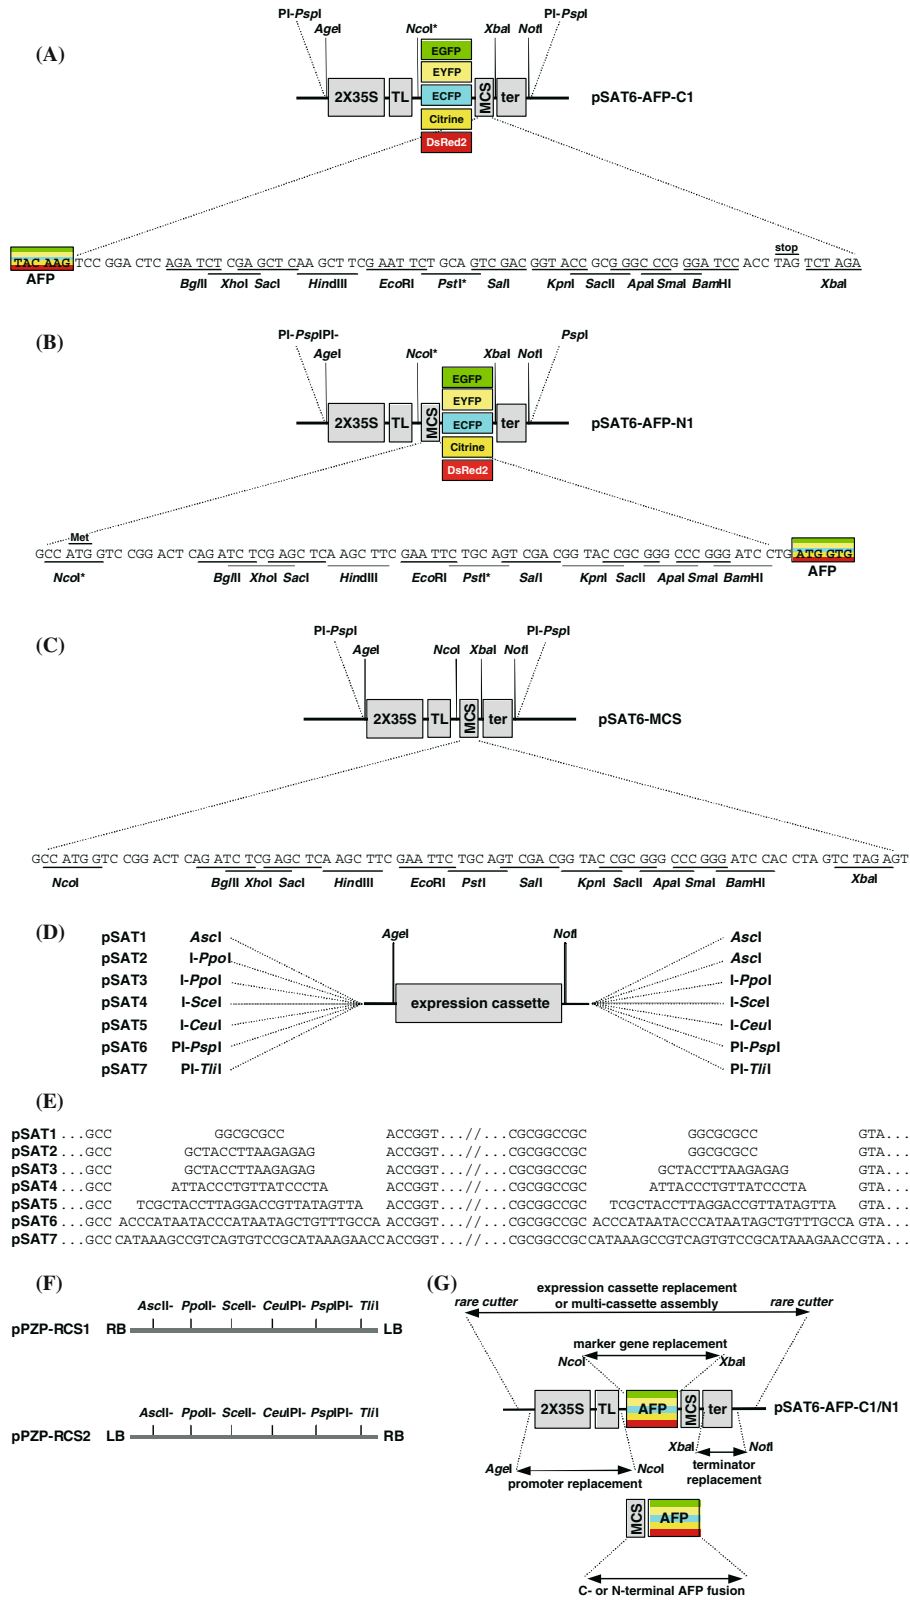 (A)
PI-PspI PI-PspI
AgeI NcoI* XbaI NotI
EGFP
EYFP
2X35S TL ECFP MCS ter pSAT6-AFP-C1
Citrine
DsRed2
stop
TAC AAG TCC GGA CTC AGA TCT CGA GCT CAA GCT TCG AAT TCT GCA GTC GAC GGT ACC GCG GGC CCG GGA TCC ACC TAG TCT AGA
AFP BglII XhoI SacI HindIII EcoRI PstI* SalI KpnI SacII ApaI SmaI BamHI XbaI
(B)
PI-PspIPI- PspI
AgeI NcoI* XbaI NotI
EGFP
EYFP
2X35S TL MCS ECFP ter pSAT6-AFP-N1
Citrine
DsRed2
Met
GCC ATG GTC CGG ACT CAG ATC TCG AGC TCA AGC TTC GAA TTC TGC AGT CGA CGG TAC CGC GGG CCC GGG ATC CTG ATG GTG
NcoI* BglII XhoI SacI HindIII EcoRI PstI* SalI KpnI SacII ApaI SmaI BamHI AFP
(C)
PI-PspI PI-PspI
AgeI NcoI XbaI NotI
2X35S TL MCS ter pSAT6-MCS
GCC ATG GTC CGG ACT CAG ATC TCG AGC TCA AGC TTC GAA TTC TGC AGT CGA CGG TAC CGC GGG CCC GGG ATC CAC CTA GTC TAG AGT
NcoI BglII XhoI SacI HindIII EcoRI PstI SalI KpnI SacII ApaI SmaI BamHI XbaI
(D)
AgeI NotI
pSAT1 AscI AscI
pSAT2 I-PpoI AscI
pSAT3 I-PpoI I-PpoI
pSAT4 I-SceI expression cassette I-SceI
pSAT5 I-CeuI I-CeuI
pSAT6 PI-PspI PI-PspI
pSAT7 PI-TliI PI-TliI
(E)
pSAT1 ...GCC GGCGCGCC ACCGGT...//...CGCGGCCGC GGCGCGCC GTA...
pSAT2 ...GCC GCTACCTTAAGAGAG ACCGGT...//...CGCGGCCGC GGCGCGCC GTA...
pSAT3 ...GCC GCTACCTTAAGAGAG ACCGGT...//...CGCGGCCGC GCTACCTTAAGAGAG GTA...
pSAT4 ...GCC ATTACCCTGTTATCCCTA ACCGGT...//...CGCGGCCGC ATTACCCTGTTATCCCTA GTA...
pSAT5 ...GCC TCGCTACCTTAGGACCGTTATAGTTA ACCGGT...//...CGCGGCCGC TCGCTACCTTAGGACCGTTATAGTTA GTA...
pSAT6 ...GCC ACCCATAATACCCATAATAGCTGTTTGCCA ACCGGT...//...CGCGGCCGC ACCCATAATACCCATAATAGCTGTTTGCCA GTA...
pSAT7 ...GCC CATAAAGCCGTCAGTGTCCGCATAAAGAACC ACCGGT...//...CGCGGCCGC CATAAAGCCGTCAGTGTCCGCATAAAGAACC GTA...
(F)
AscII- PpoII- SceII- CeuIPI- PspIPI- TliI
pPZP-RCS1 RB LB
AscII- PpoII- SceII- CeuIPI- PspIPI- TliI
pPZP-RCS2 LB RB
(G)
expression cassette replacement
rare cutter or multi-cassette assembly rare cutter
marker gene replacement
NcoI XbaI
2X35S TL AFP MCS ter pSAT6-AFP-C1/N1
XbaI NotI
AgeI NcoI terminator
promoter replacement replacement
MCS AFP
C- or N-terminal AFP fusion